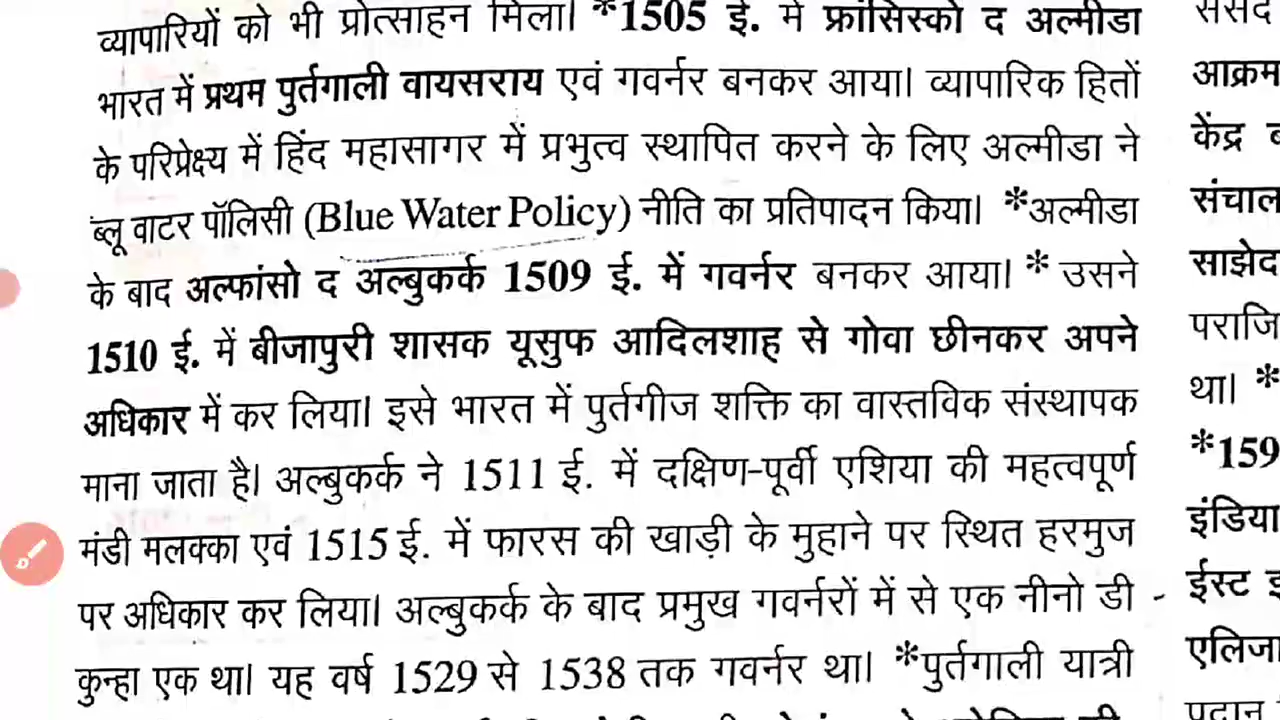 व्यापारियों को भी प्रोत्साहन मिला। *1505 ई. में फ्रांसिस्को द अल्मीडा
भारत में प्रथम पुर्तगाली वायसराय एवं गवर्नर बनकर आया। व्यापारिक हितों
के परिप्रेक्ष्य में हिंद महासागर में प्रभुत्व स्थापित करने के लिए अल्मीडा ने
ब्लू वाटर पॉलिसी (Blue Water Policy) नीति का प्रतिपादन किया। *अल्मीडा
के बाद अल्फांसो द अल्बुकर्क 1509 ई. में गवर्नर बनकर आया। * उसने
1510 ई. में बीजापुरी शासक यूसुफ आदिलशाह से गोवा छीनकर अपने
अधिकार में कर लिया। इसे भारत में पुर्तगीज शक्ति का वास्तविक संस्थापक
माना जाता है। अल्बुकर्क ने 1511 ई. में दक्षिण-पूर्वी एशिया की महत्वपूर्ण
मंडी मलक्का एवं 1515 ई. में फारस की खाड़ी के मुहाने पर स्थित हरमुज
पर अधिकार कर लिया। अल्बुकर्क के बाद प्रमुख गवर्नरों में से एक नीनो डी
कुन्हा एक था। यह वर्ष 1529 से 1538 तक गवर्नर था। *पुर्तगाली यात्री
संसद
आक्रम
केंद्र
संचाल
साझेद
पराजि
था। *
*159
इंडिया
ईस्ट
एलिजा